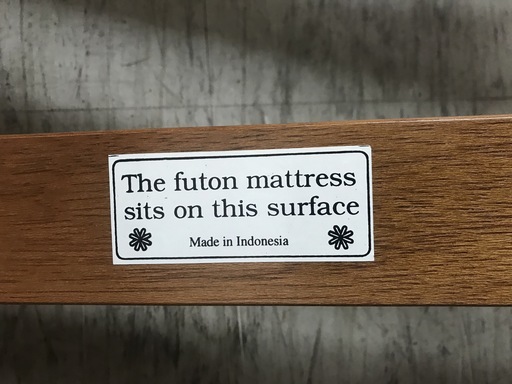 The futon mattress
sits on this surface
Made in Indonesia